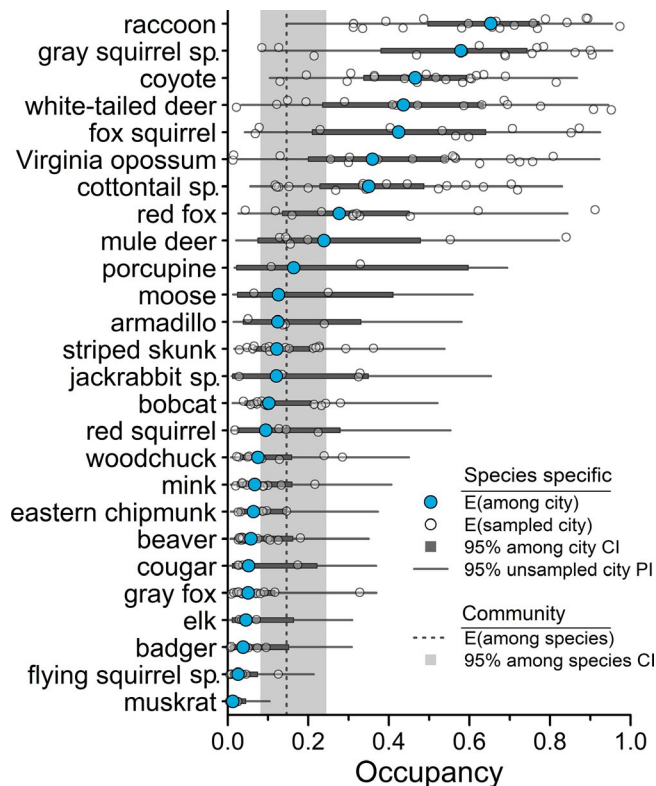 raccoon
gray squirrel sp.
coyote
white-tailed deer
fox squirrel
Virginia opossum
cottontail sp.
red fox
mule deer
porcupine
moose
armadillo
striped skunk
jackrabbit sp.
bobcat
red squirrel
woodchuck
mink
eastern chipmunk
beaver
cougar
gray fox
elk
badger
flying squirrel sp.
muskrat
Species specific
E(among city)
E(sampled city)
95% among city CI
95% unsampled city PI
Community
E(among species)
95% among species CI
0.0 0.2 0.4 0.6 0.8 1.0
Occupancy